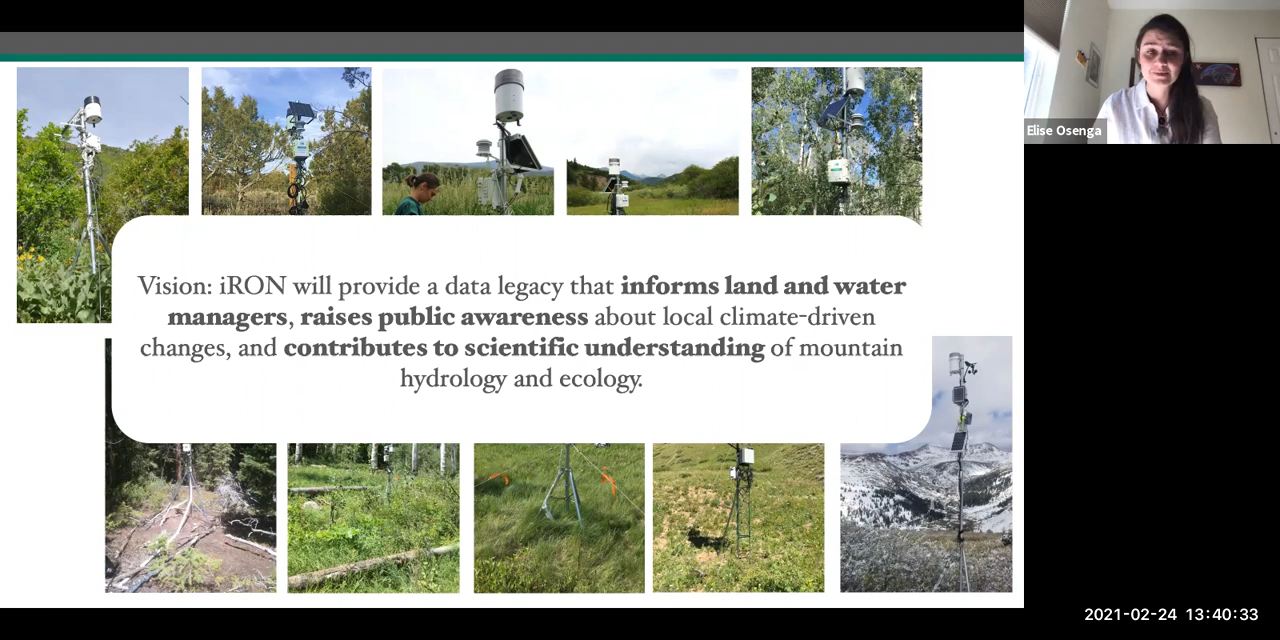 Elise Osenga
Vision: iRON will provide a data legacy that informs land and water
managers, raises public awareness about local climate-driven
changes, and contributes to scientific understanding of mountain
hydrology and ecology.
2021-02-24 13:40:33